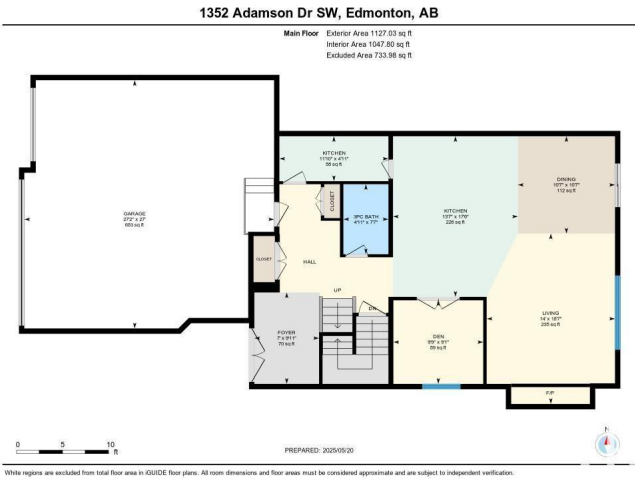 1352 Adamson Dr SW, Edmonton, AB
Main Floor Exterior Area 1127.03 sq ft
Interior Area 1047.80 sq ft
Excluded Area 733.98 sq ft
KITCHEN
11'10" x 4'11"
55 sq ft
DINING
10'7" x 10'7"
112 sq ft
CLOSET
3PC BATH
4'11" x 7'7"
KITCHEN
13'7" x 17'6"
226 sq ft
GARAGE
27'2" x 27'
HALL
CLOSET
UP
DN
LIVING
14' x 16'7"
235 sq ft
FOYER
7' x 9'11"
70 sq ft
DEN
9'9" x 9'1"
89 sq ft
F/P
N
0 5 10
ft
PREPARED: 2025/05/20
White regions are excluded from total floor area in iGUIDE floor plans. All room dimensions and floor areas must be considered approximate and are subject to independent verification.